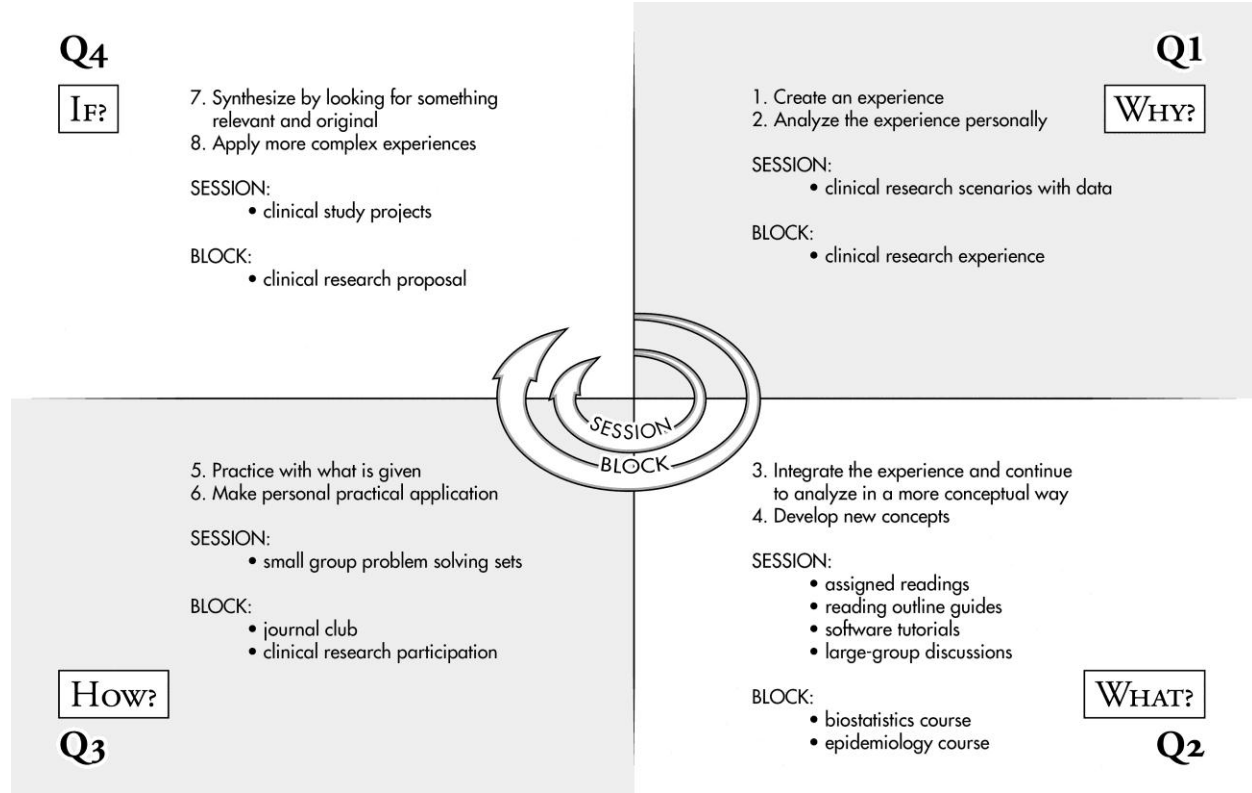 Q4
IF?
7. Synthesize by looking for something
relevant and original
8. Apply more complex experiences
SESSION:
• clinical study projects
BLOCK:
• clinical research proposal
Q1
WHY?
1. Create an experience
2. Analyze the experience personally
SESSION:
• clinical research scenarios with data
BLOCK:
• clinical research experience
SESSION
BLOCK
5. Practice with what is given
6. Make personal practical application
SESSION:
• small group problem solving sets
BLOCK:
• journal club
• clinical research participation
HOW?
Q3
3. Integrate the experience and continue
to analyze in a more conceptual way
4. Develop new concepts
SESSION:
• assigned readings
• reading outline guides
• software tutorials
• large-group discussions
BLOCK:
• biostatistics course
• epidemiology course
WHAT?
Q2